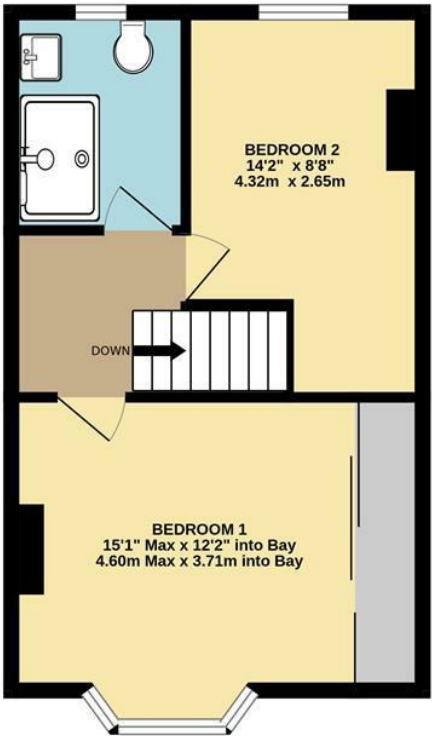 BEDROOM 2
14'2" x 8'8"
4.32m x 2.65m
DOWN
BEDROOM 1
15'1" Max x 12'2" into Bay
4.60m Max x 3.71m into Bay